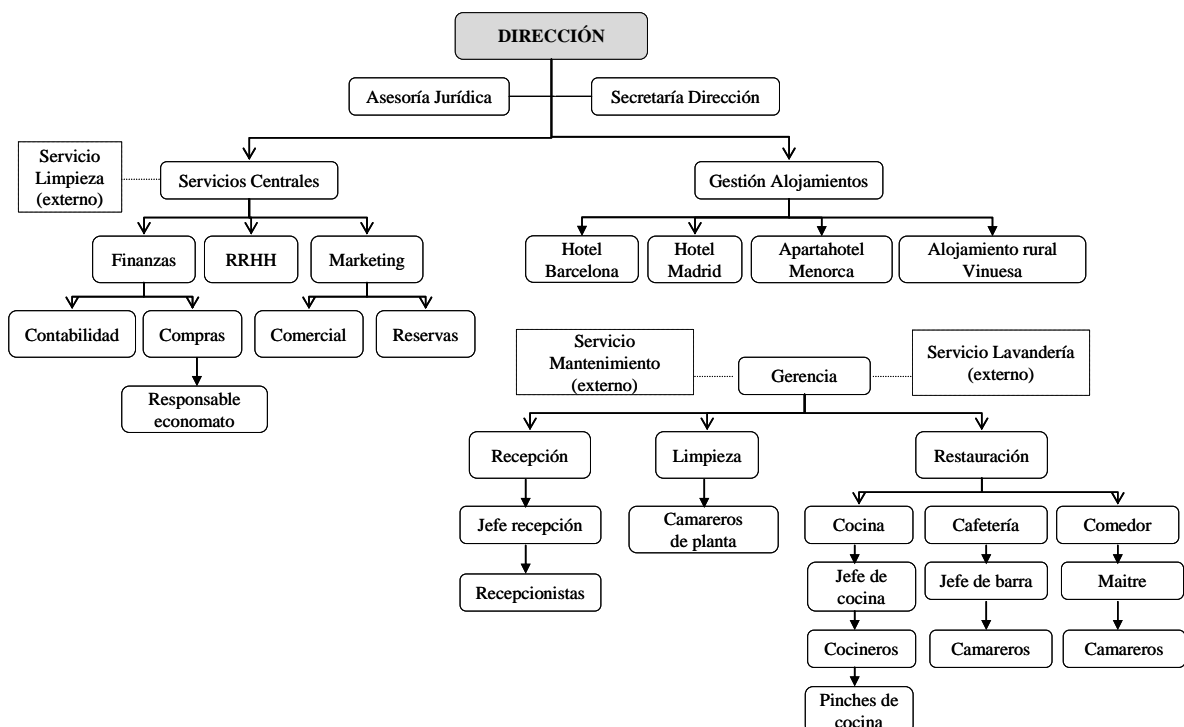 DIRECCIÓN
Asesoría Jurídica
Secretaría Dirección
Servicio
Limpieza
(externo)
Servicios Centrales
Gestión Alojamientos
Finanzas
RRHH
Marketing
Hotel
Barcelona
Hotel
Madrid
Apartahotel
Menorca
Alojamiento rural
Vinuesa
Contabilidad
Compras
Comercial
Reservas
Responsable
economato
Servicio
Mantenimiento
(externo)
Gerencia
Servicio Lavandería
(externo)
Recepción
Limpieza
Restauración
Jefe recepción
Camareros
de planta
Cocina
Cafetería
Comedor
Recepcionistas
Jefe de
cocina
Jefe de barra
Maitre
Cocineros
Camareros
Camareros
Pinches de
cocina